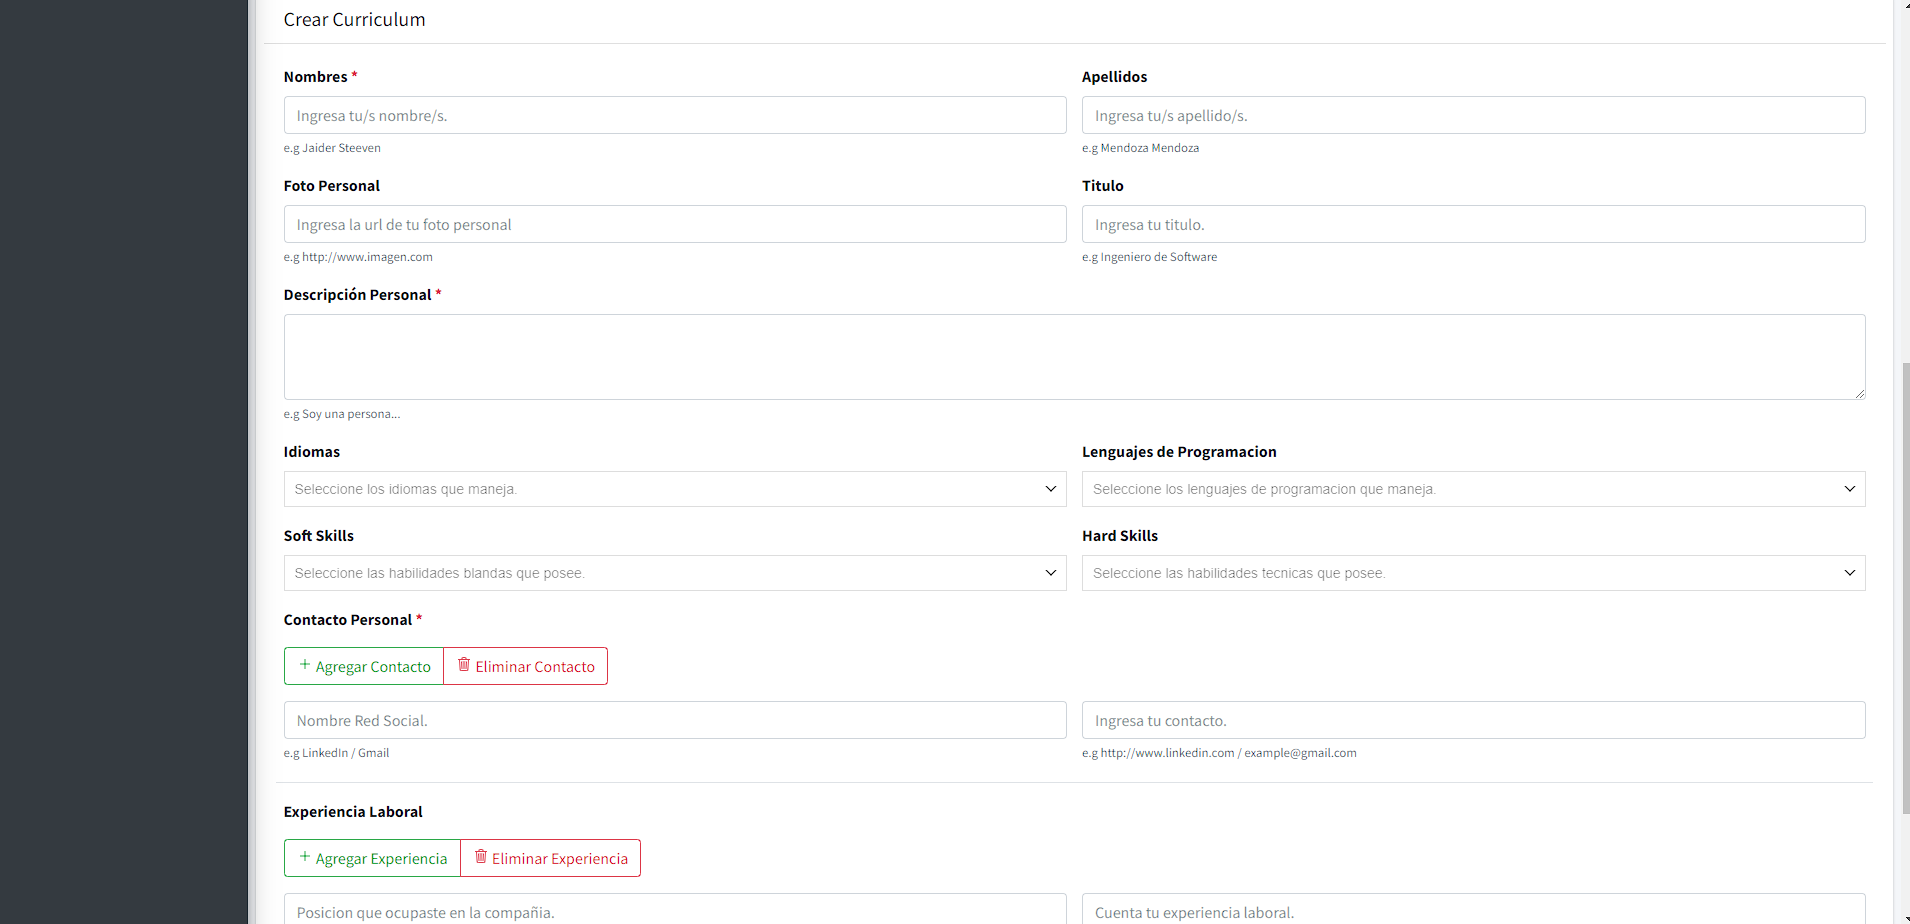 Crear Curriculum
Nombres *
Apellidos
Ingresa tu/s nombre/s.
Ingresa tu/s apellido/s.
e.g Jaider Steeven
e.g Mendoza Mendoza
Foto Personal
Titulo
Ingresa la url de tu foto personal
Ingresa tu titulo.
e.g http://www.imagen.com
e.g Ingeniero de Software
Descripción Personal *
e.g Soy una persona...
Idiomas
Lenguajes de Programacion
Seleccione los idiomas que maneja.
Seleccione los lenguajes de programacion que maneja.
Soft Skills
Hard Skills
Seleccione las habilidades blandas que posee.
Seleccione las habilidades tecnicas que posee.
Contacto Personal *
+ Agregar Contacto
Eliminar Contacto
Nombre Red Social.
Ingresa tu contacto.
e.g LinkedIn / Gmail
e.g http://www.linkedin.com / example@gmail.com
Experiencia Laboral
+ Agregar Experiencia
Eliminar Experiencia
Posicion que ocupaste en la compañia.
Cuenta tu experiencia laboral.